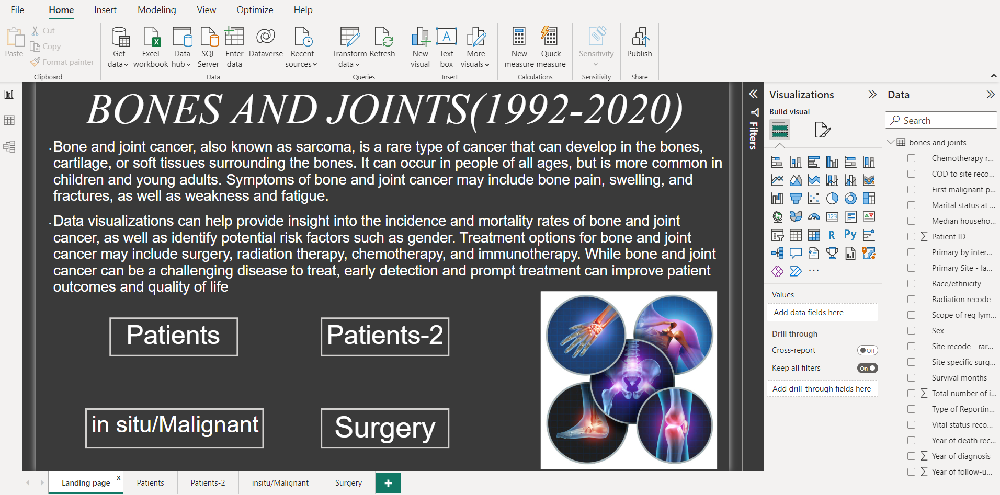 File Home Insert Modeling View Optimize Help
Paste
Cut
Copy
Format painter
Clipboard
Get data
Excel workbook
Data hub
SQL Server
Enter data
Dataverse
Recent sources
Data
Transform data
Refresh
Queries
New visual
Text box
More visuals
Insert
New measure
Quick measure
Calculations
Sensitivity
Sensitivity
Publish
Share
BONES AND JOINTS(1992-2020)
Bone and joint cancer, also known as sarcoma, is a rare type of cancer that can develop in the bones,
cartilage, or soft tissues surrounding the bones. It can occur in people of all ages, but is more common in
children and young adults. Symptoms of bone and joint cancer may include bone pain, swelling, and
fractures, as well as weakness and fatigue.
Data visualizations can help provide insight into the incidence and mortality rates of bone and joint
cancer, as well as identify potential risk factors such as gender. Treatment options for bone and joint
cancer may include surgery, radiation therapy, chemotherapy, and immunotherapy. While bone and joint
cancer can be a challenging disease to treat, early detection and prompt treatment can improve patient
outcomes and quality of life
Patients
Patients-2
in situ/Malignant
Surgery
Landing page x
Patients
Patients-2
insitu/Malignant
Surgery
+
Filters
Visualizations
Build visual
123
R
Py
...
Values
Add data fields here
Drill through
Cross-report Off
Keep all filters On
Add drill-through fields here
Data
Search
bones and joints
Chemotherapy r...
COD to site reco...
First malignant p...
Marital status at ...
Median househo...
Σ Patient ID
Primary by inter...
Primary Site - la...
Race/ethnicity
Radiation recode
Scope of reg lym...
Sex
Site recode - rar...
Site specific surg...
Survival months
Σ Total number of i...
Type of Reportin...
Vital status reco...
Year of death rec...
Σ Year of diagnosis
Σ Year of follow-u...